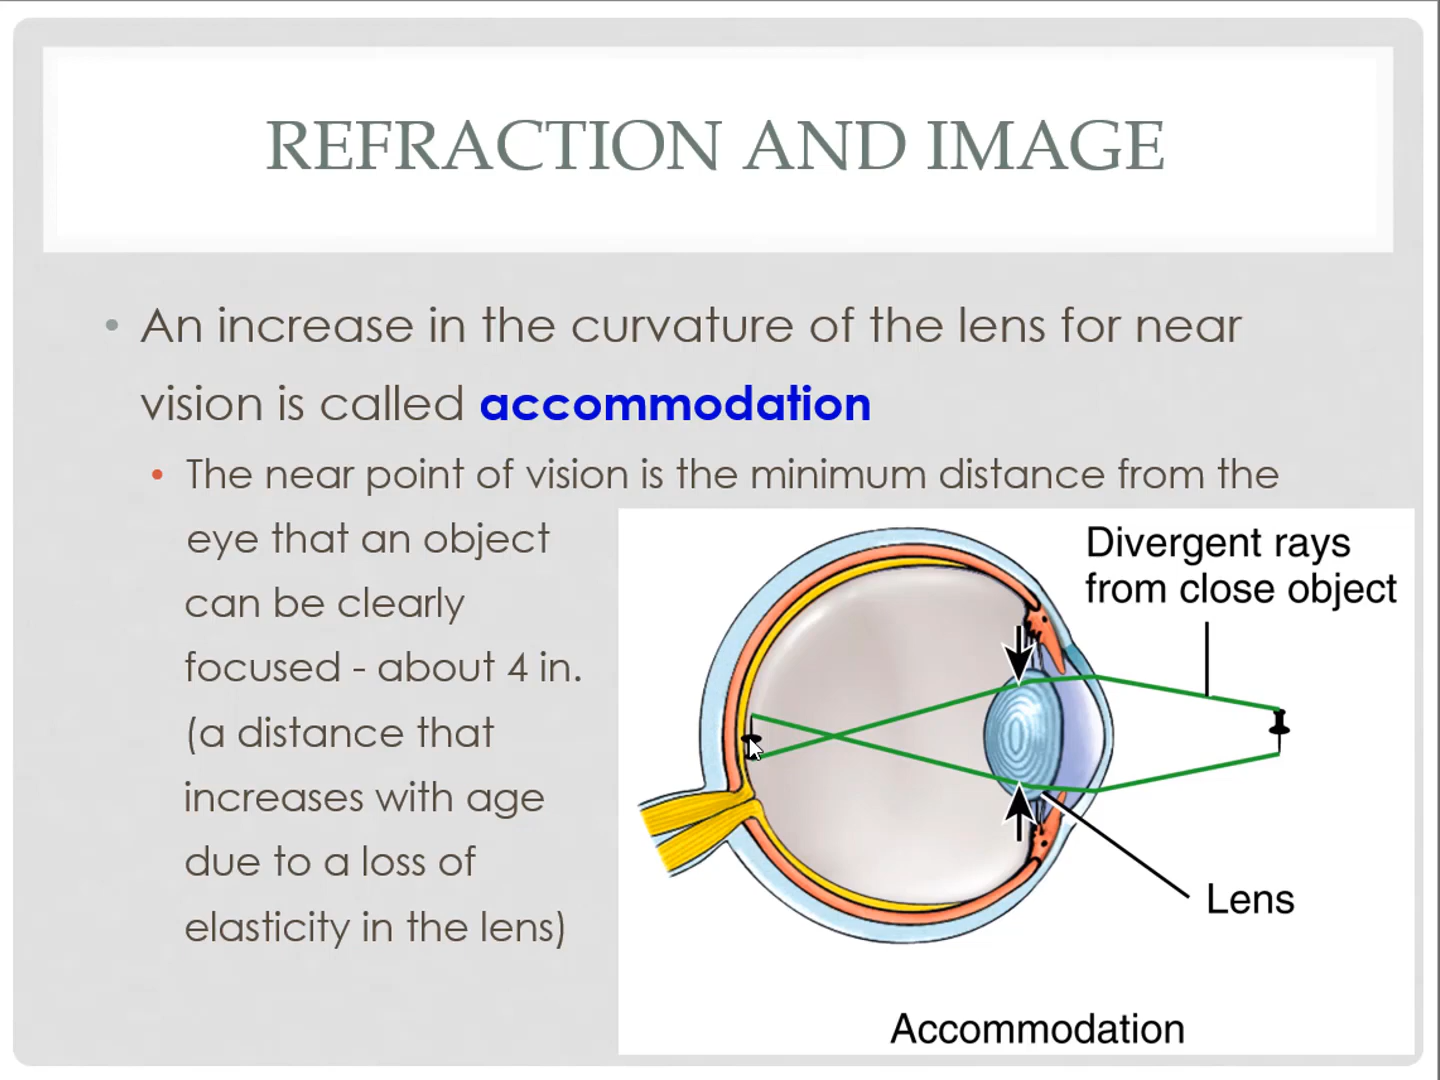 REFRACTION AND IMAGE
• An increase in the curvature of the lens for near
vision is called accommodation
• The near point of vision is the minimum distance from the
eye that an object
can be clearly
focused - about 4 in.
(a distance that
increases with age
due to a loss of
elasticity in the lens)
Divergent rays
from close object
Lens
Accommodation